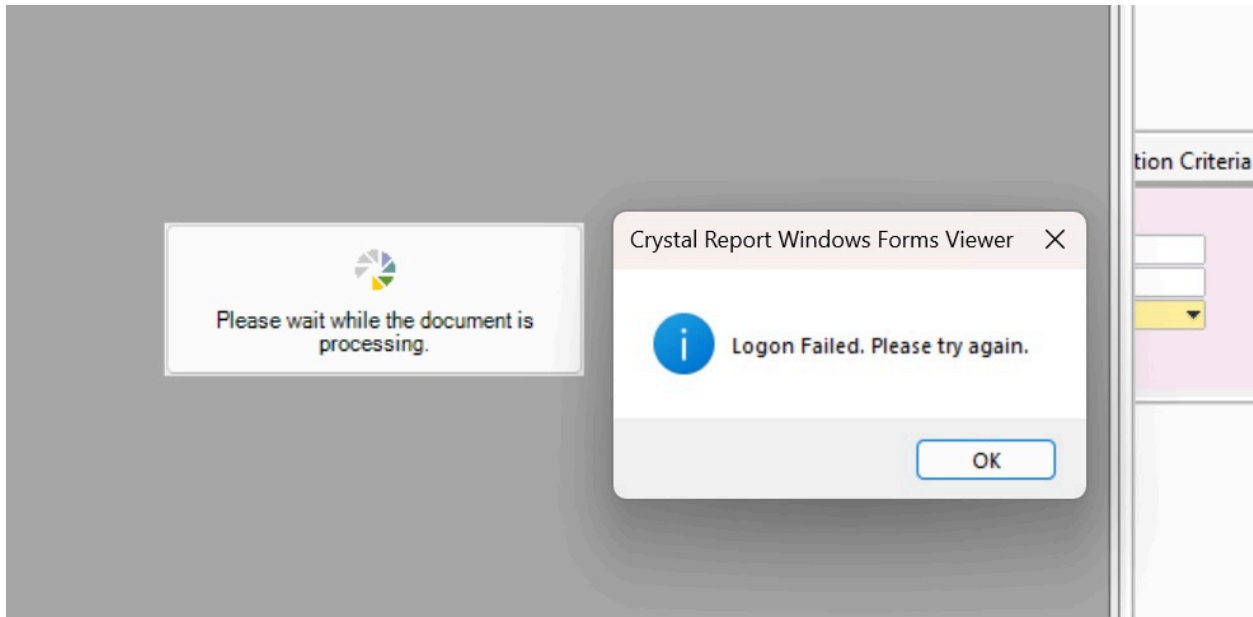 tion Criteria
Crystal Report Windows Forms Viewer
Please wait while the document is
processing.
Logon Failed. Please try again.
OK